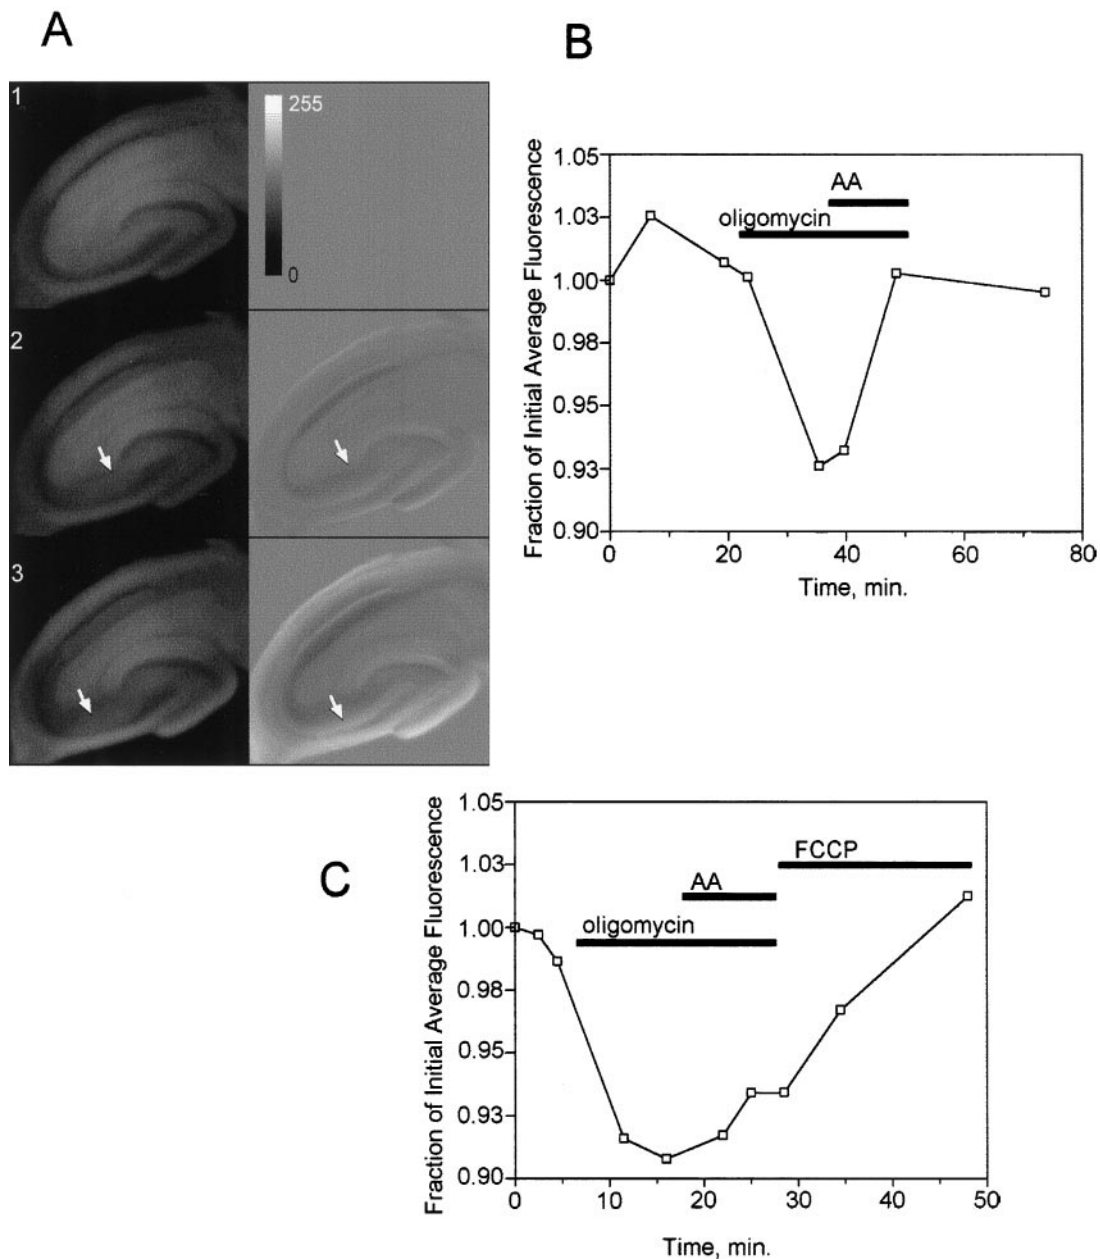 A
B
1
255
0
2
3
Fraction of Initial Average Fluorescence
1.05
1.03
1.00
0.98
0.95
0.93
0.90
AA
oligomycin
0 20 40 60 80
Time, min.
C
Fraction of Initial Average Fluorescence
1.05
1.03
1.00
0.98
0.95
0.93
0.90
FCCP
AA
oligomycin
0 10 20 30 40 50
Time, min.